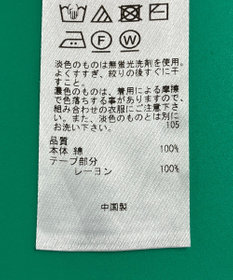 淡色のものは無蛍光洗剤を使用。
よくすすぎ、絞りの後すぐに干
すこと。
濃色のものは、着用による摩擦
で色落ちする事がありますので、
組み合わせの衣服にご注意下さ
い。また、淡色のものとは別に
お洗い下さい。 105
品質
本体 綿 100%
テープ部分
レーヨン 100%
中国製